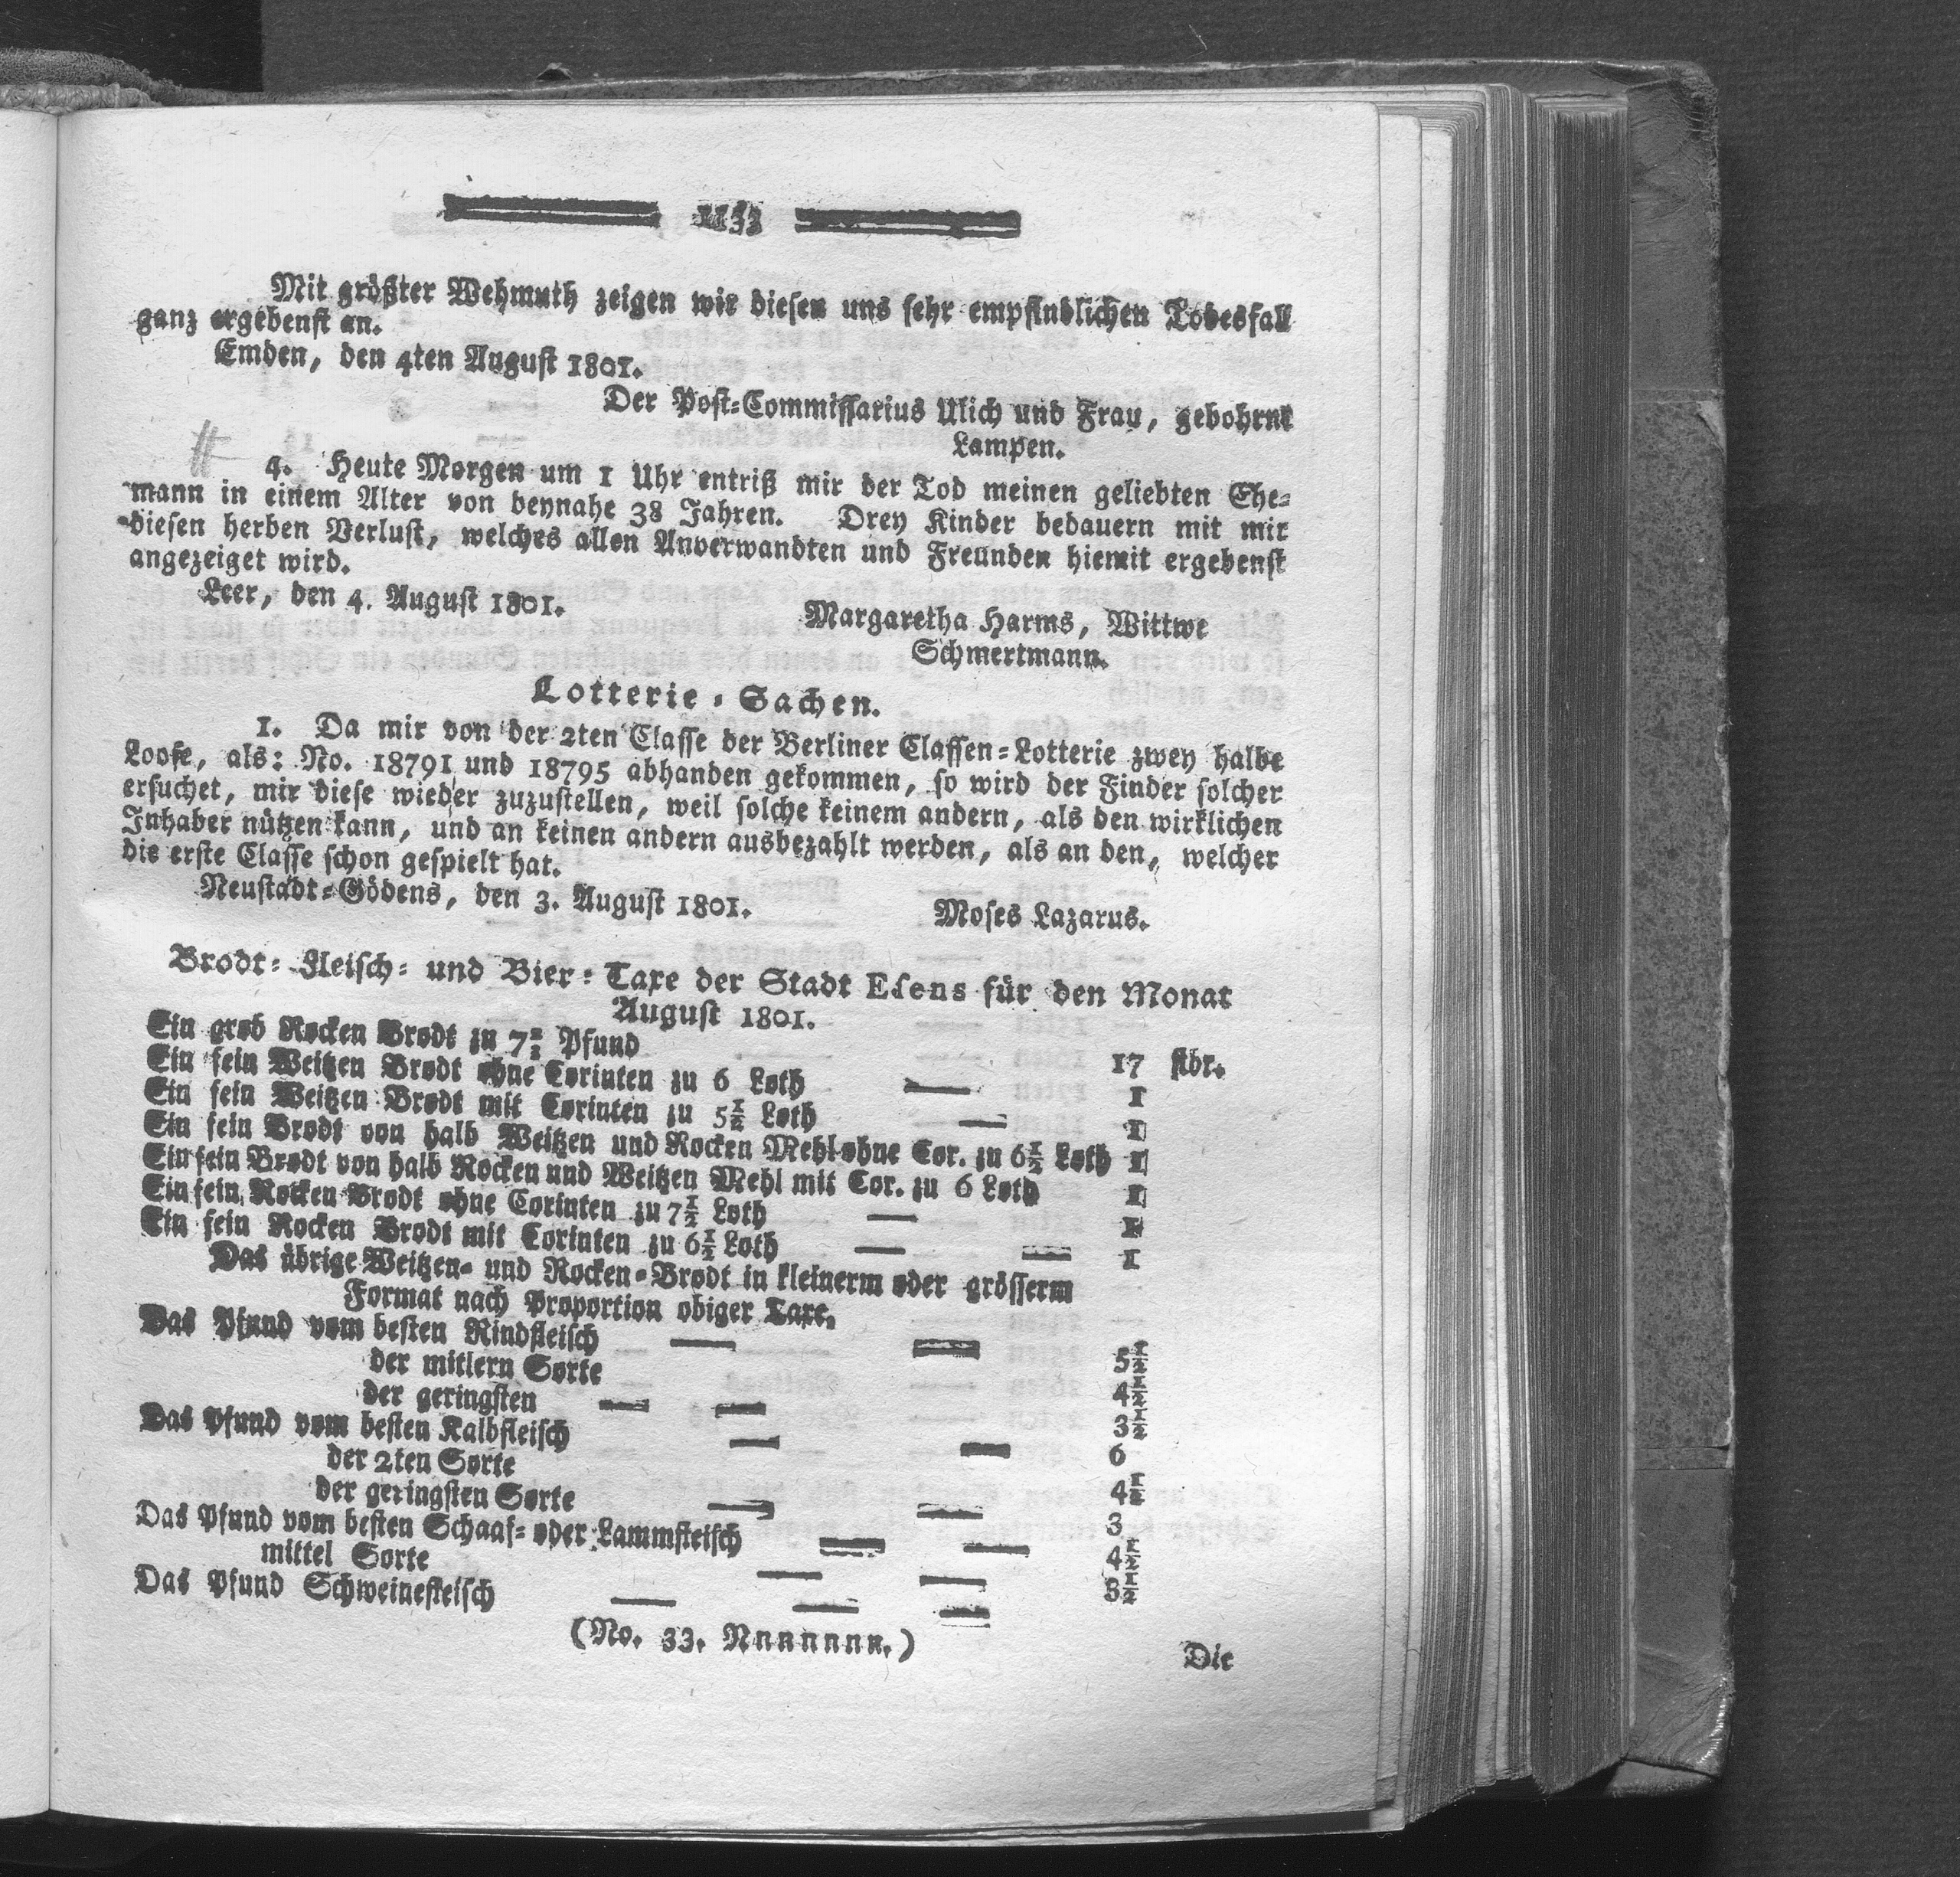 1133
Mit größter Wehmuth zeigen wir diesen uns sehr empfindlichen Todesfall
ganz ergebenst an.
Emden, den 4ten August 1801.
Der Post-Commissarius Ulich und Frau, gebohrne
Lampen.
4. Heute Morgen um 1 Uhr entriß mir der Tod meinen geliebten Ehe-
mann in einem Alter von beynahe 38 Jahren. Drey Kinder bedauern mit mir
diesen herben Verlust, welches allen Anverwandten und Freunden hiemit ergebenst
angezeiget wird.
Leer, den 4. August 1801.
Margaretha Harms, Wittwe
Schmertmann.
Lotterie-Sachen.
1. Da mir von der 2ten Classe der Berliner Classen-Lotterie zwey halbe
Loose, als: No. 18791 und 18795 abhanden gekommen, so wird der Finder solcher
ersuchet, mir diese wieder zuzustellen, weil solche keinem andern, als den wirklichen
Inhaber nützen kann, und an keinen andern ausbezahlt werden, als an den, welcher
die erste Classe schon gespielt hat.
Neustadt-Gödens, den 3. August 1801.
Moses Lazarus.
Brodt- Fleisch- und Bier-Taxe der Stadt Esens für den Monat
August 1801.
Ein grob Rocken Brodt zu 7½ Pfund 17 stbr.
Ein fein Weitzen Brodt ohne Corinten zu 6 Loth — 1
Ein fein Weitzen Brodt mit Corinten zu 5½ Loth — 1
Ein fein Brodt von halb Weitzen und Rocken Mehl ohne Cor. zu 6½ Loth 1
Ein fein Brodt von halb Rocken und Weitzen Mehl mit Cor. zu 6 Loth 1
Ein fein Rocken Brodt ohne Corinten zu 7½ Loth — 1
Ein fein Rocken Brodt mit Corinten zu 6½ Loth — — 1
Das übrige Weitzen- und Rocken-Brodt in kleinerm oder grösserm
Format nach Proportion obiger Taxe.
Das Pfund vom besten Rindfleisch — — 5½
der mitlern Sorte 4½
der geringsten — — 3½
Das Pfund vom besten Kalbfleisch — — 6
der 2ten Sorte 4½
der geringsten Sorte — — 3
Das Pfund vom besten Schaaf- oder Lammfleisch — — 4½
mittel Sorte — — 3½
Das Pfund Schweinefleisch — — —
(No. 33. Nnnnnnn.)
Die